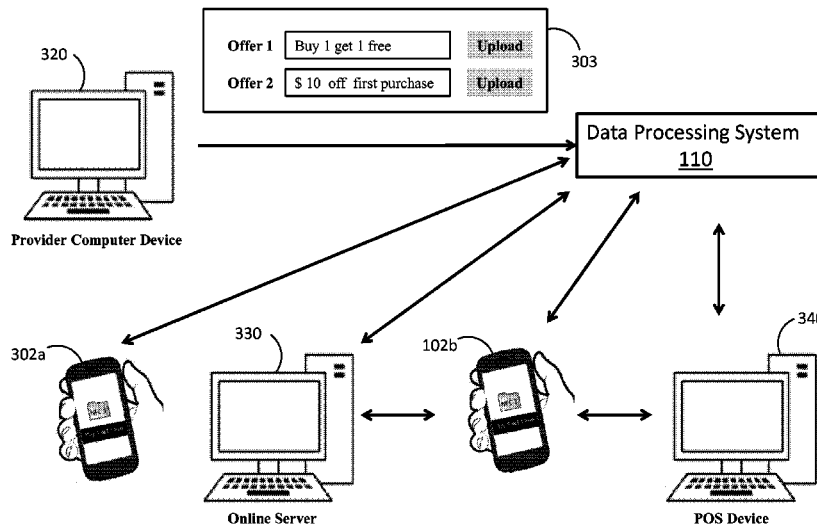 320
Offer 1 Buy 1 get 1 free Upload
303
Offer 2 $ 10 off first purchase Upload
Data Processing System
110
Provider Computer Device
302a
330
102b
340
Online Server
POS Device